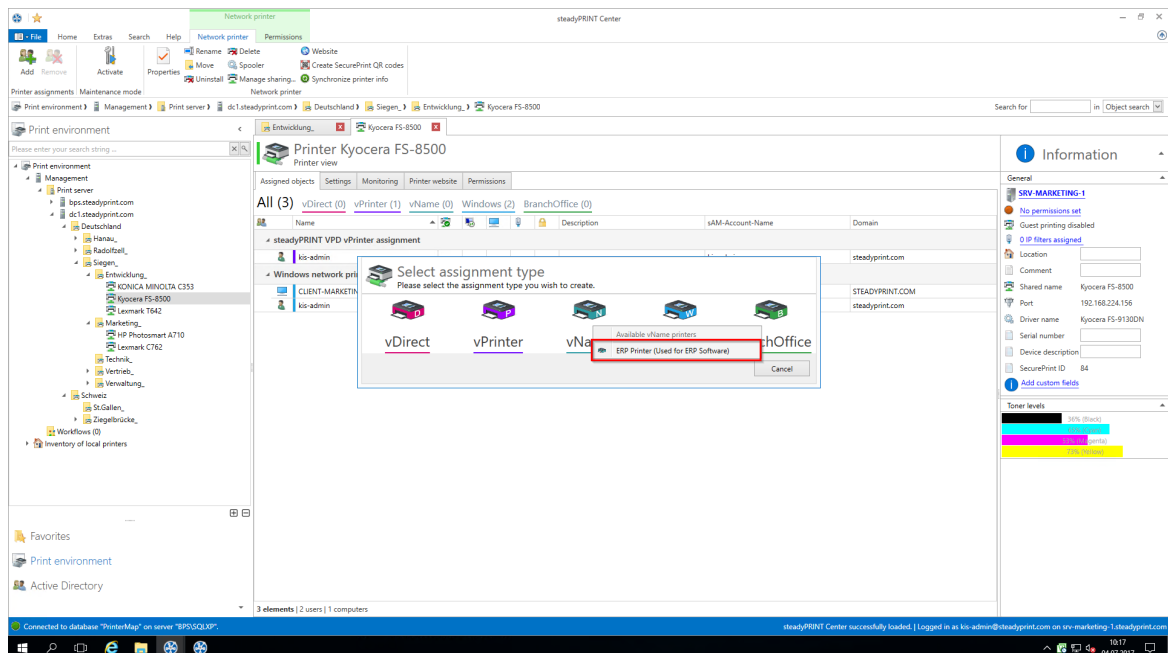 Network printer
steadyPRINT Center
File Home Extras Search Help Network printer Permissions
Add Remove Activate Properties
Rename Delete Website
Move Spooler Create SecurePrint QR codes
Uninstall Manage sharing... Synchronize printer info
Printer assignments Maintenance mode Network printer
Print environment Management Print server dc1.steadyprint.com Deutschland Siegen_ Entwicklung_ Kyocera FS-8500
Search for in Object search
Print environment
Please enter your search string ...
Print environment
Management
Print server
bps.steadyprint.com
dc1.steadyprint.com
Deutschland
Hanau_
Radolfzell_
Siegen_
Entwicklung_
KONICA MINOLTA C353
Kyocera FS-8500
Lexmark T642
Marketing_
HP Photosmart A710
Lexmark C762
Technik_
Vertrieb_
Verwaltung_
Schweiz
St.Gallen_
Ziegelbrücke_
Workflows (0)
Inventory of local printers
Favorites
Print environment
Active Directory
Entwicklung_ Kyocera FS-8500
Printer Kyocera FS-8500
Printer view
Assigned objects Settings Monitoring Printer website Permissions
All (3) vDirect (0) vPrinter (1) vName (0) Windows (2) BranchOffice (0)
Name Description sAM-Account-Name Domain
steadyPRINT VPD vPrinter assignment
kis-admin steadyprint.com
Windows network pri
CLIENT-MARKETIN STEADYPRINT.COM
kis-admin steadyprint.com
Select assignment type
Please select the assignment type you wish to create.
D P N W B
vDirect vPrinter vNa chOffice
Available vName printers
ERP Printer (Used for ERP Software)
Cancel
3 elements | 2 users | 1 computers
Information
General
SRV-MARKETING-1
No permissions set
Guest printing disabled
0 IP filters assigned
Location
Comment
Shared name Kyocera FS-8500
Port 192.168.224.156
Driver name Kyocera FS-9130DN
Serial number
Device description
SecurePrint ID 84
Add custom fields
Toner levels
36% (Black)
53% (Magenta)
73% (Yellow)
Connected to database "PrinterMap" on server "BPS\SQLXP".
steadyPRINT Center successfully loaded. | Logged in as kis-admin@steadyprint.com on srv-marketing-1.steadyprint.com
10:17
04.07.2017